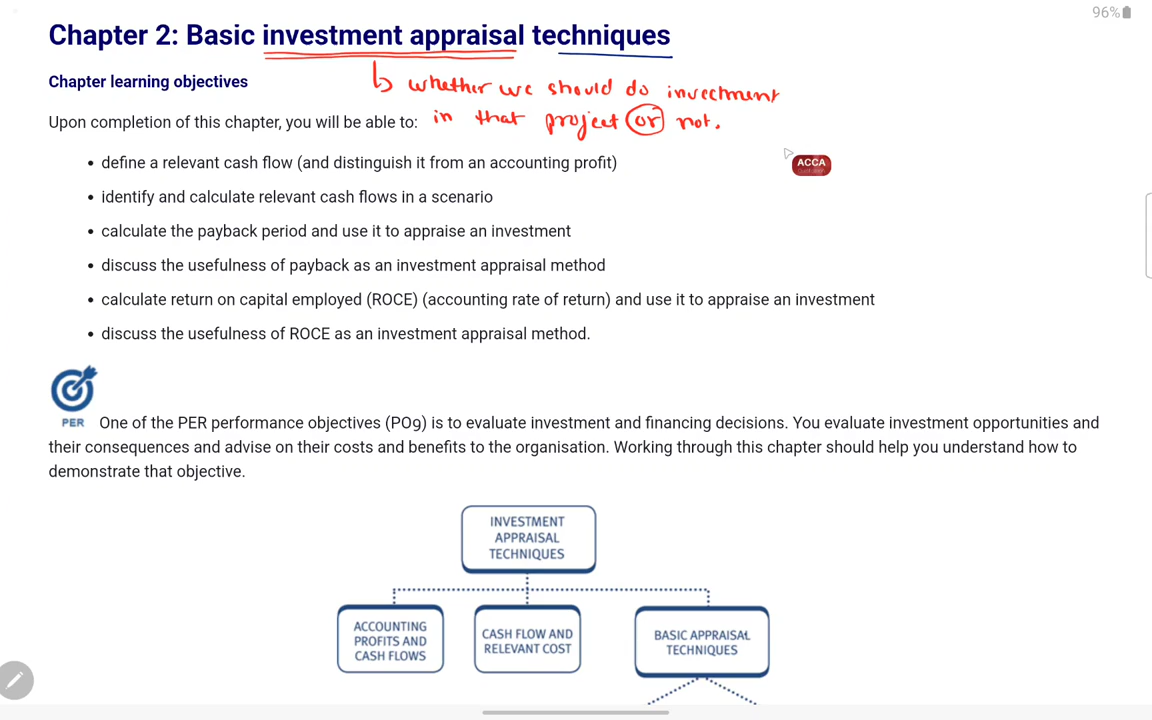 96%
Chapter 2: Basic investment appraisal techniques
Chapter learning objectives
↳ whether we should do investment
Upon completion of this chapter, you will be able to: in that project or not.
• define a relevant cash flow (and distinguish it from an accounting profit)
ACCA
• identify and calculate relevant cash flows in a scenario
• calculate the payback period and use it to appraise an investment
• discuss the usefulness of payback as an investment appraisal method
• calculate return on capital employed (ROCE) (accounting rate of return) and use it to appraise an investment
• discuss the usefulness of ROCE as an investment appraisal method.
PER One of the PER performance objectives (PO9) is to evaluate investment and financing decisions. You evaluate investment opportunities and
their consequences and advise on their costs and benefits to the organisation. Working through this chapter should help you understand how to
demonstrate that objective.
INVESTMENT
APPRAISAL
TECHNIQUES
ACCOUNTING
PROFITS AND
CASH FLOWS
CASH FLOW AND
RELEVANT COST
BASIC APPRAISAL
TECHNIQUES